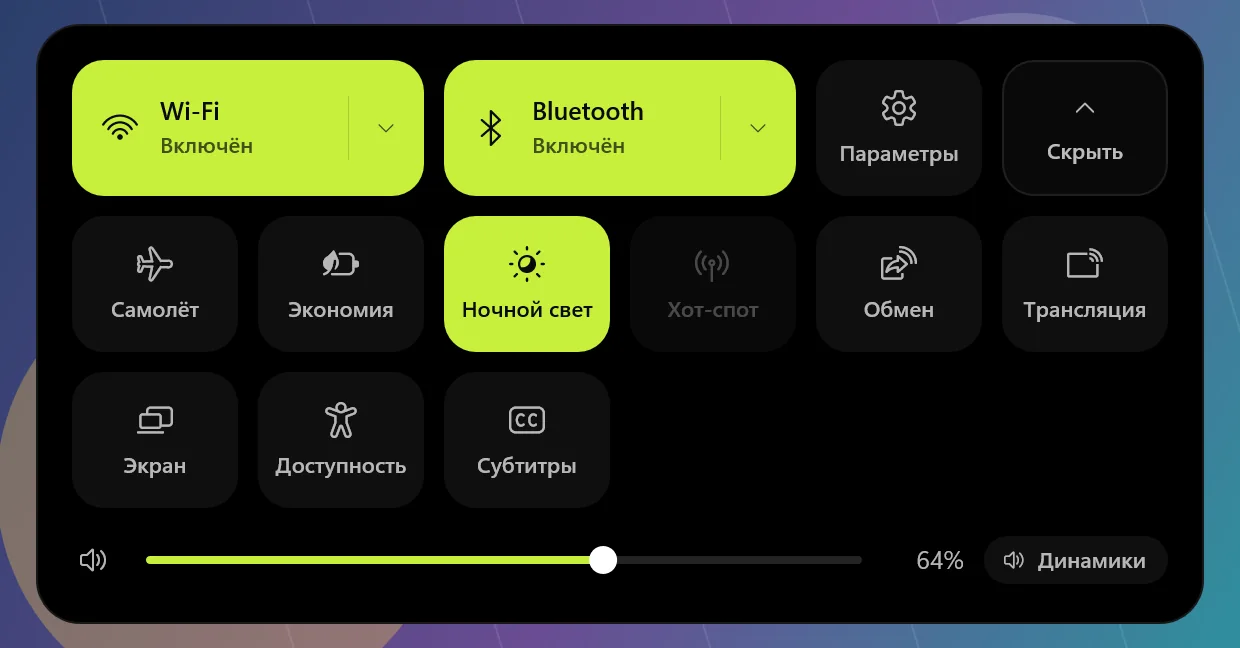 Wi-Fi
Включён
Bluetooth
Включён
Параметры
Скрыть
Самолёт
Экономия
Ночной свет
Хот-спот
Обмен
Трансляция
Экран
Доступность
CC
Субтитры
64%
Динамики